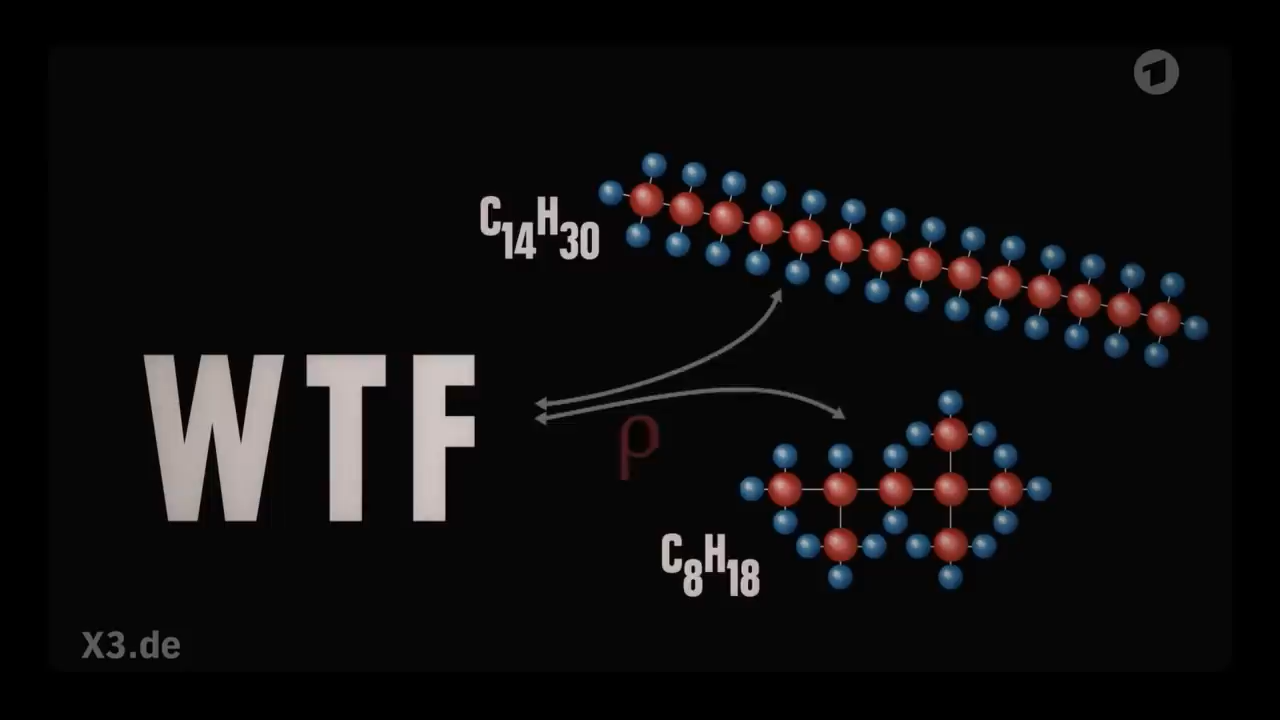 C14H30
WTF
ρ
C8H18
X3.de